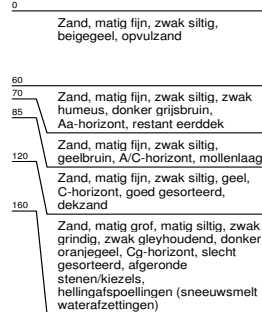 0
Zand, matig fijn, zwak siltig,
beigegeel, opvulzand
60
70
Zand, matig fijn, zwak siltig, zwak
humeus, donker grijsbruin,
Aa-horizont, restant eerddek
85
Zand, matig fijn, zwak siltig,
geelbruin, A/C-horizont, mollenlaag
120
Zand, matig fijn, zwak siltig, geel,
C-horizont, goed gesorteerd,
dekzand
160
Zand, matig grof, matig siltig, zwak
grindig, zwak gleyhoudend, donker
oranjegeel, Cg-horizont, slecht
gesorteerd, afgeronde
stenen/kiezels,
hellingafspoellingen (sneeuwsmelt
waterafzettingen)